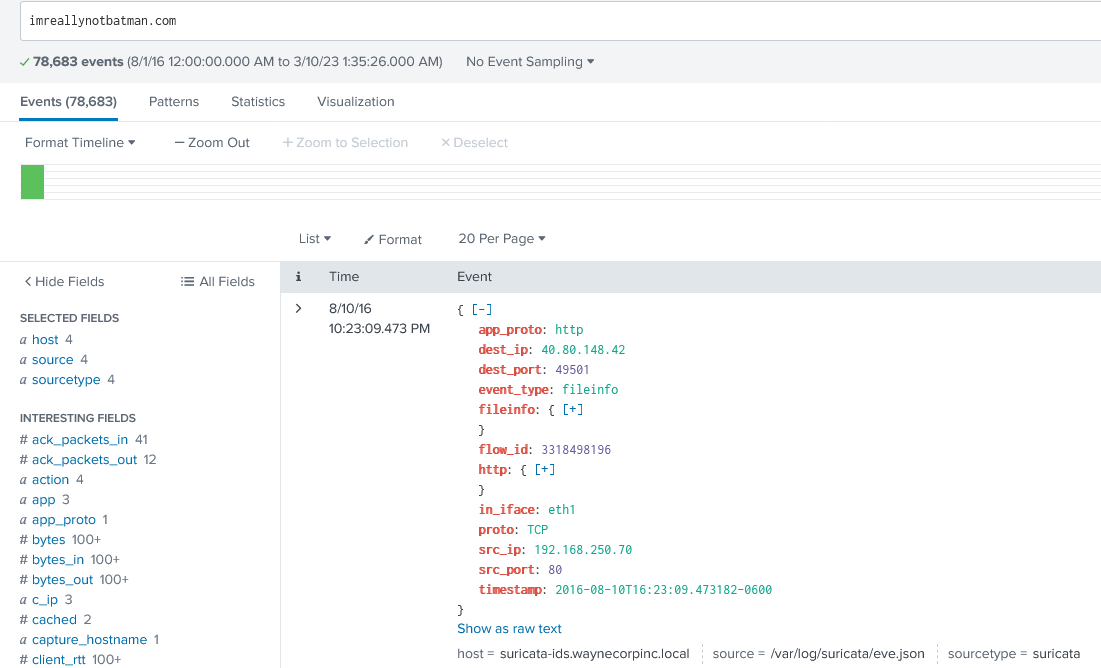 imreallynotbatman.com
✓ 78,683 events (8/1/16 12:00:00.000 AM to 3/10/23 1:35:26.000 AM) No Event Sampling ▾
Events (78,683) Patterns Statistics Visualization
Format Timeline ▾ — Zoom Out + Zoom to Selection × Deselect
List ▾ Format 20 Per Page ▾
< Hide Fields All Fields
i Time Event
SELECTED FIELDS
a host 4
a source 4
a sourcetype 4
INTERESTING FIELDS
# ack_packets_in 41
# ack_packets_out 12
a action 4
a app 3
a app_proto 1
# bytes 100+
# bytes_in 100+
# bytes_out 100+
a c_ip 3
# cached 2
a capture_hostname 1
# client_rtt 100+
> 8/10/16
10:23:09.473 PM
{ [-]
app_proto: http
dest_ip: 40.80.148.42
dest_port: 49501
event_type: fileinfo
fileinfo: { [+]
}
flow_id: 3318498196
http: { [+]
}
in_iface: eth1
proto: TCP
src_ip: 192.168.250.70
src_port: 80
timestamp: 2016-08-10T16:23:09.473182-0600
}
Show as raw text
host = suricata-ids.waynecorpinc.local source = /var/log/suricata/eve.json sourcetype = suricata